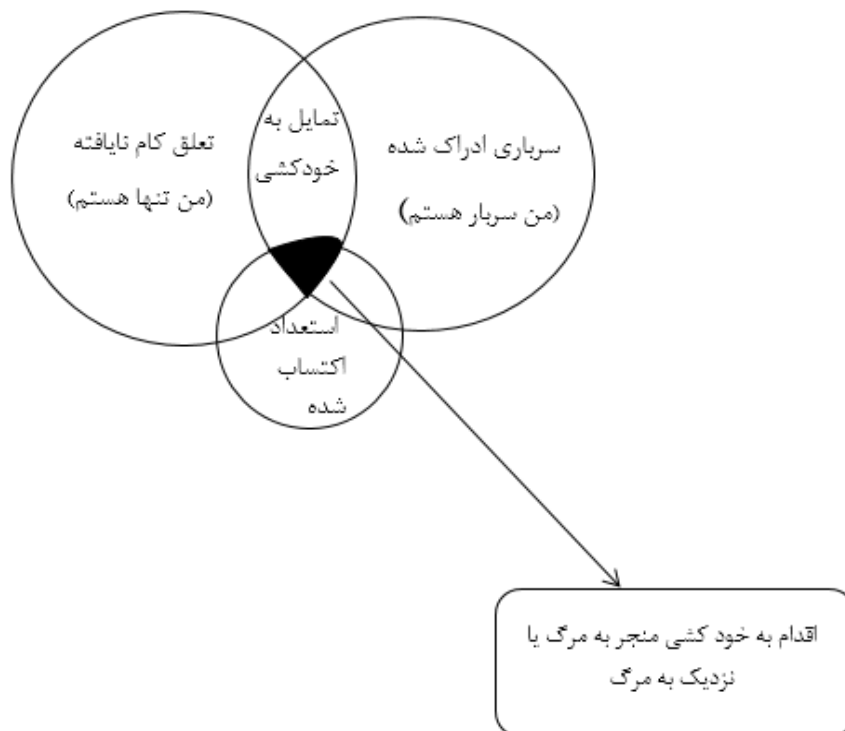 سرباری ادراک شده
(من سربار هستم)
تمایل به
خودکشی
تعلق کام نایافته
(من تنها هستم)
استعداد
اکتساب
شده
اقدام به خود کشی منجر به مرگ یا
نزدیک به مرگ